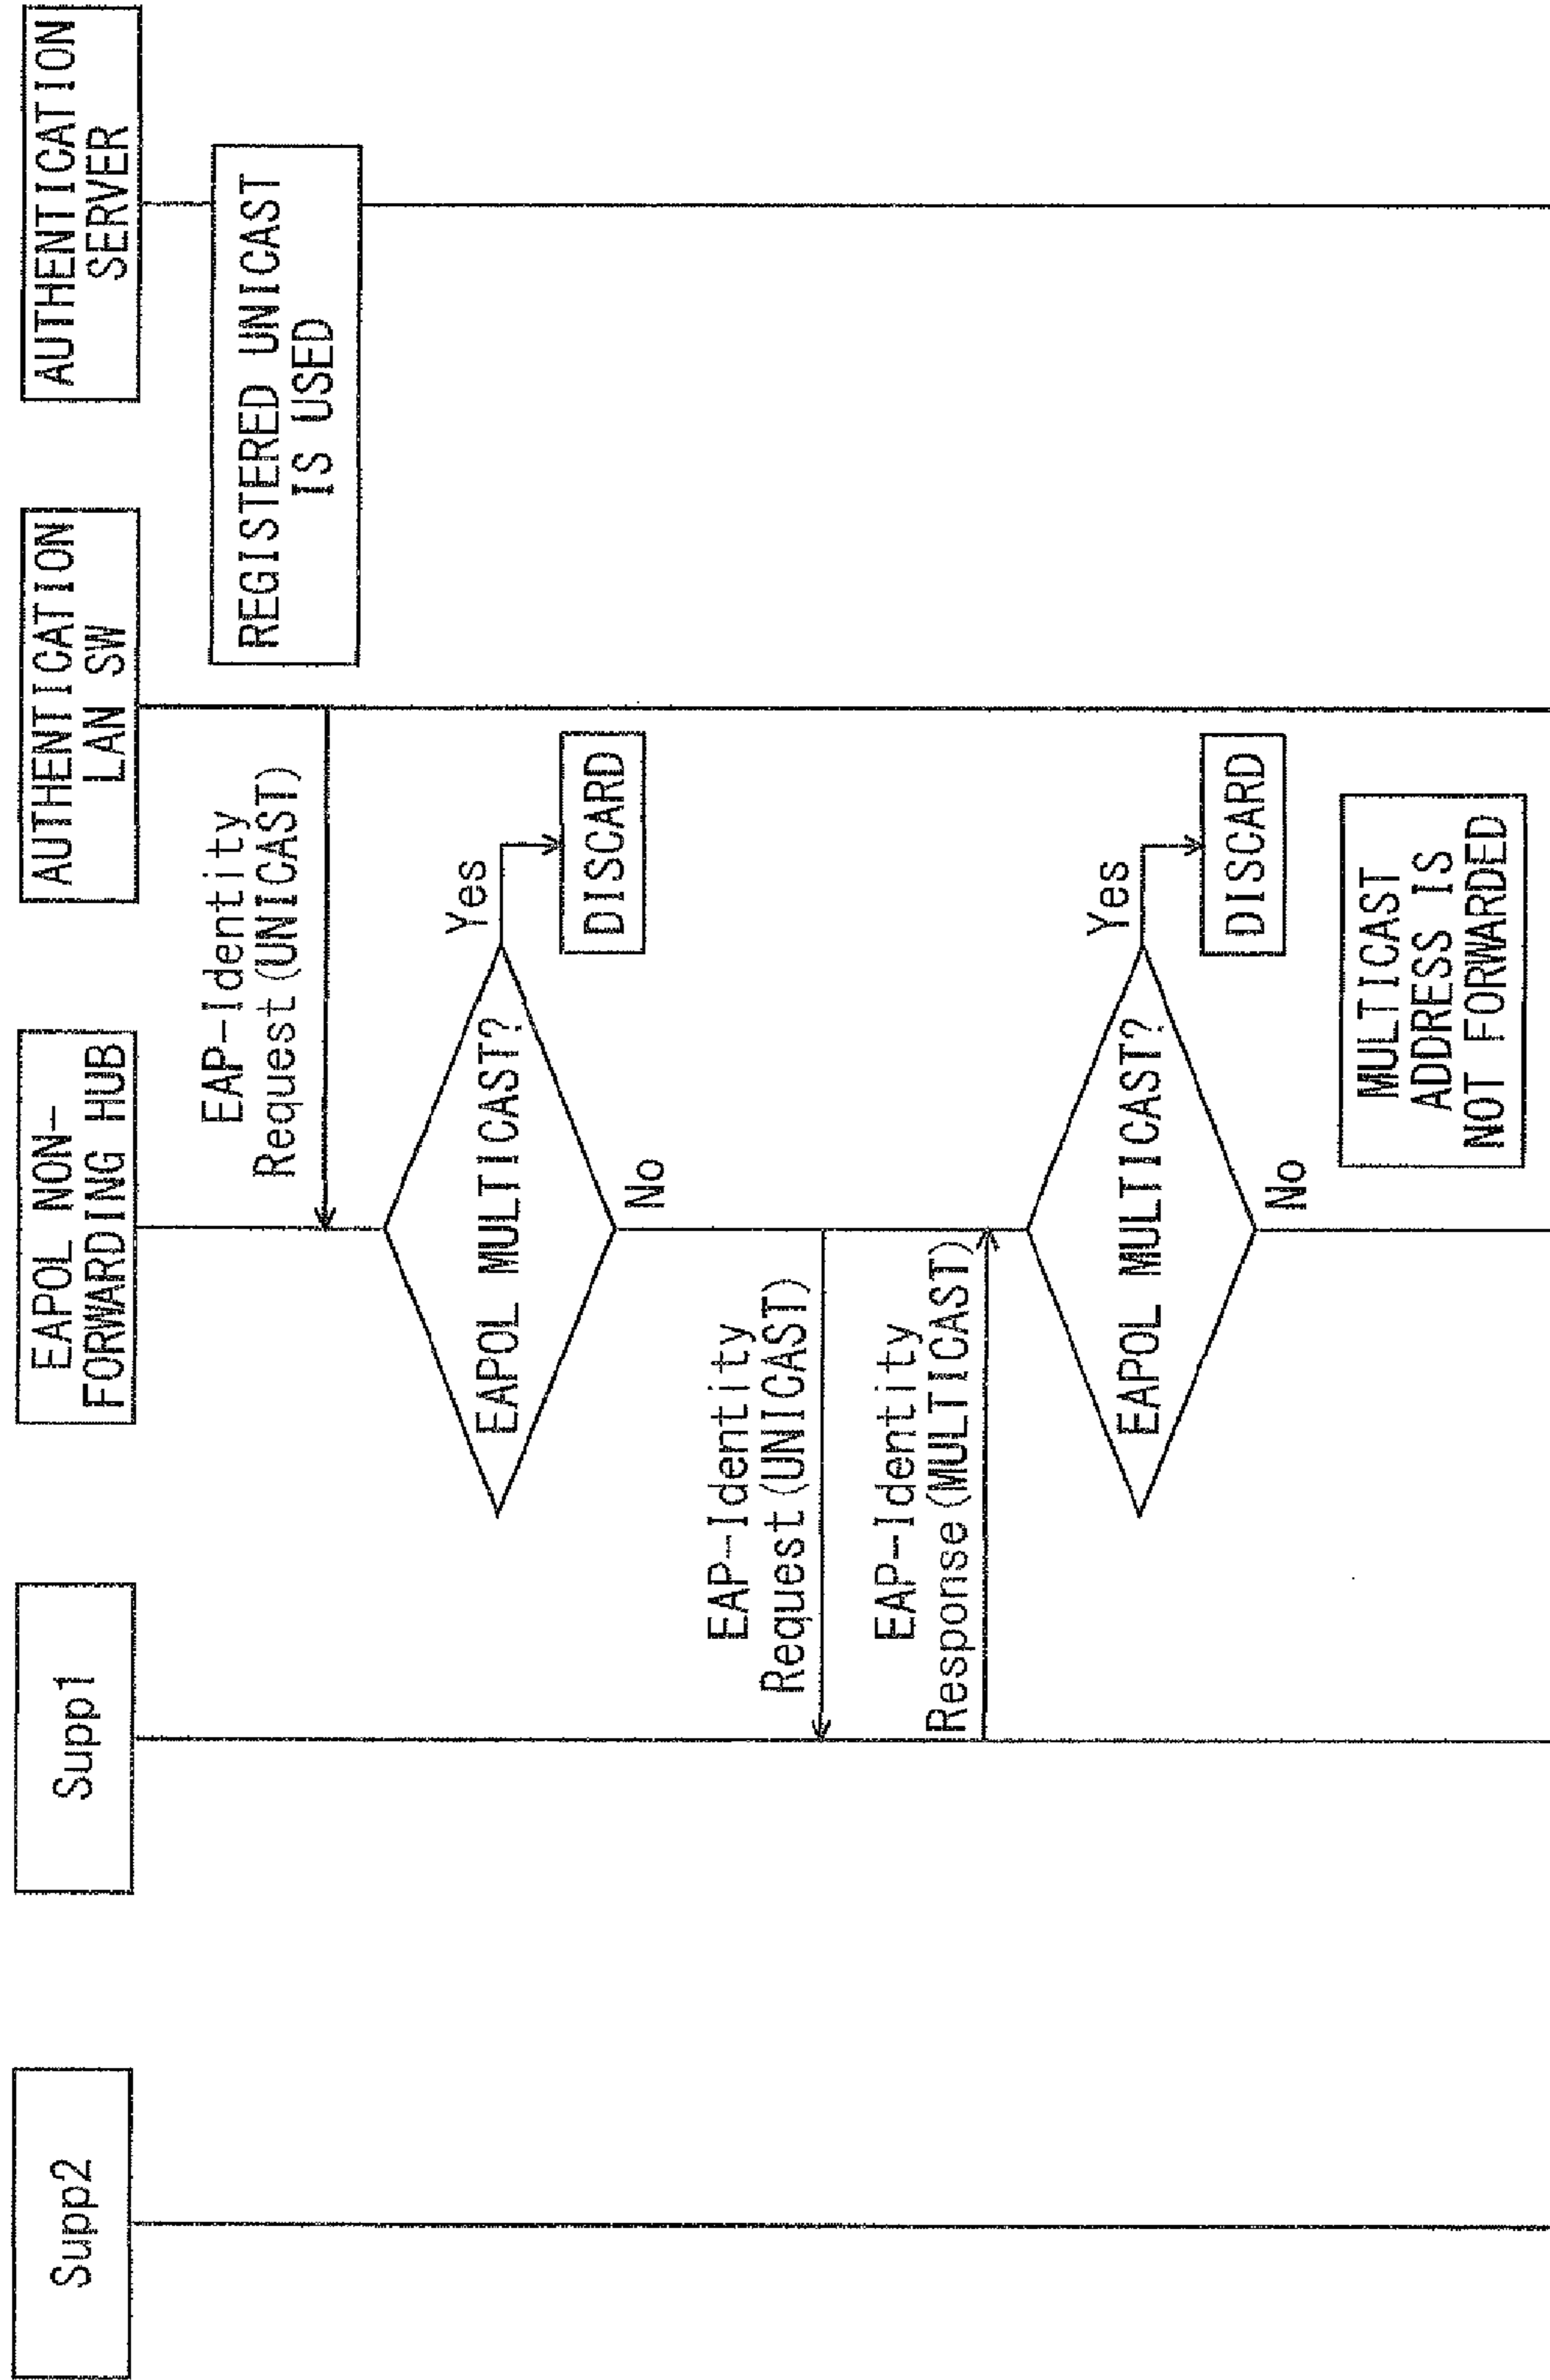 Supp2
Supp1
EAPOL NON-
FORWARDING HUB
AUTHENTICATION
LAN SW
AUTHENTICATION
SERVER
REGISTERED UNICAST
IS USED
EAP-Identity
Request(UNICAST)
EAPOL MULTICAST?
Yes
DISCARD
No
EAP-Identity
Request(UNICAST)
EAP-Identity
Response(MULTICAST)
EAPOL MULTICAST?
Yes
DISCARD
No
MULTICAST
ADDRESS IS
NOT FORWARDED